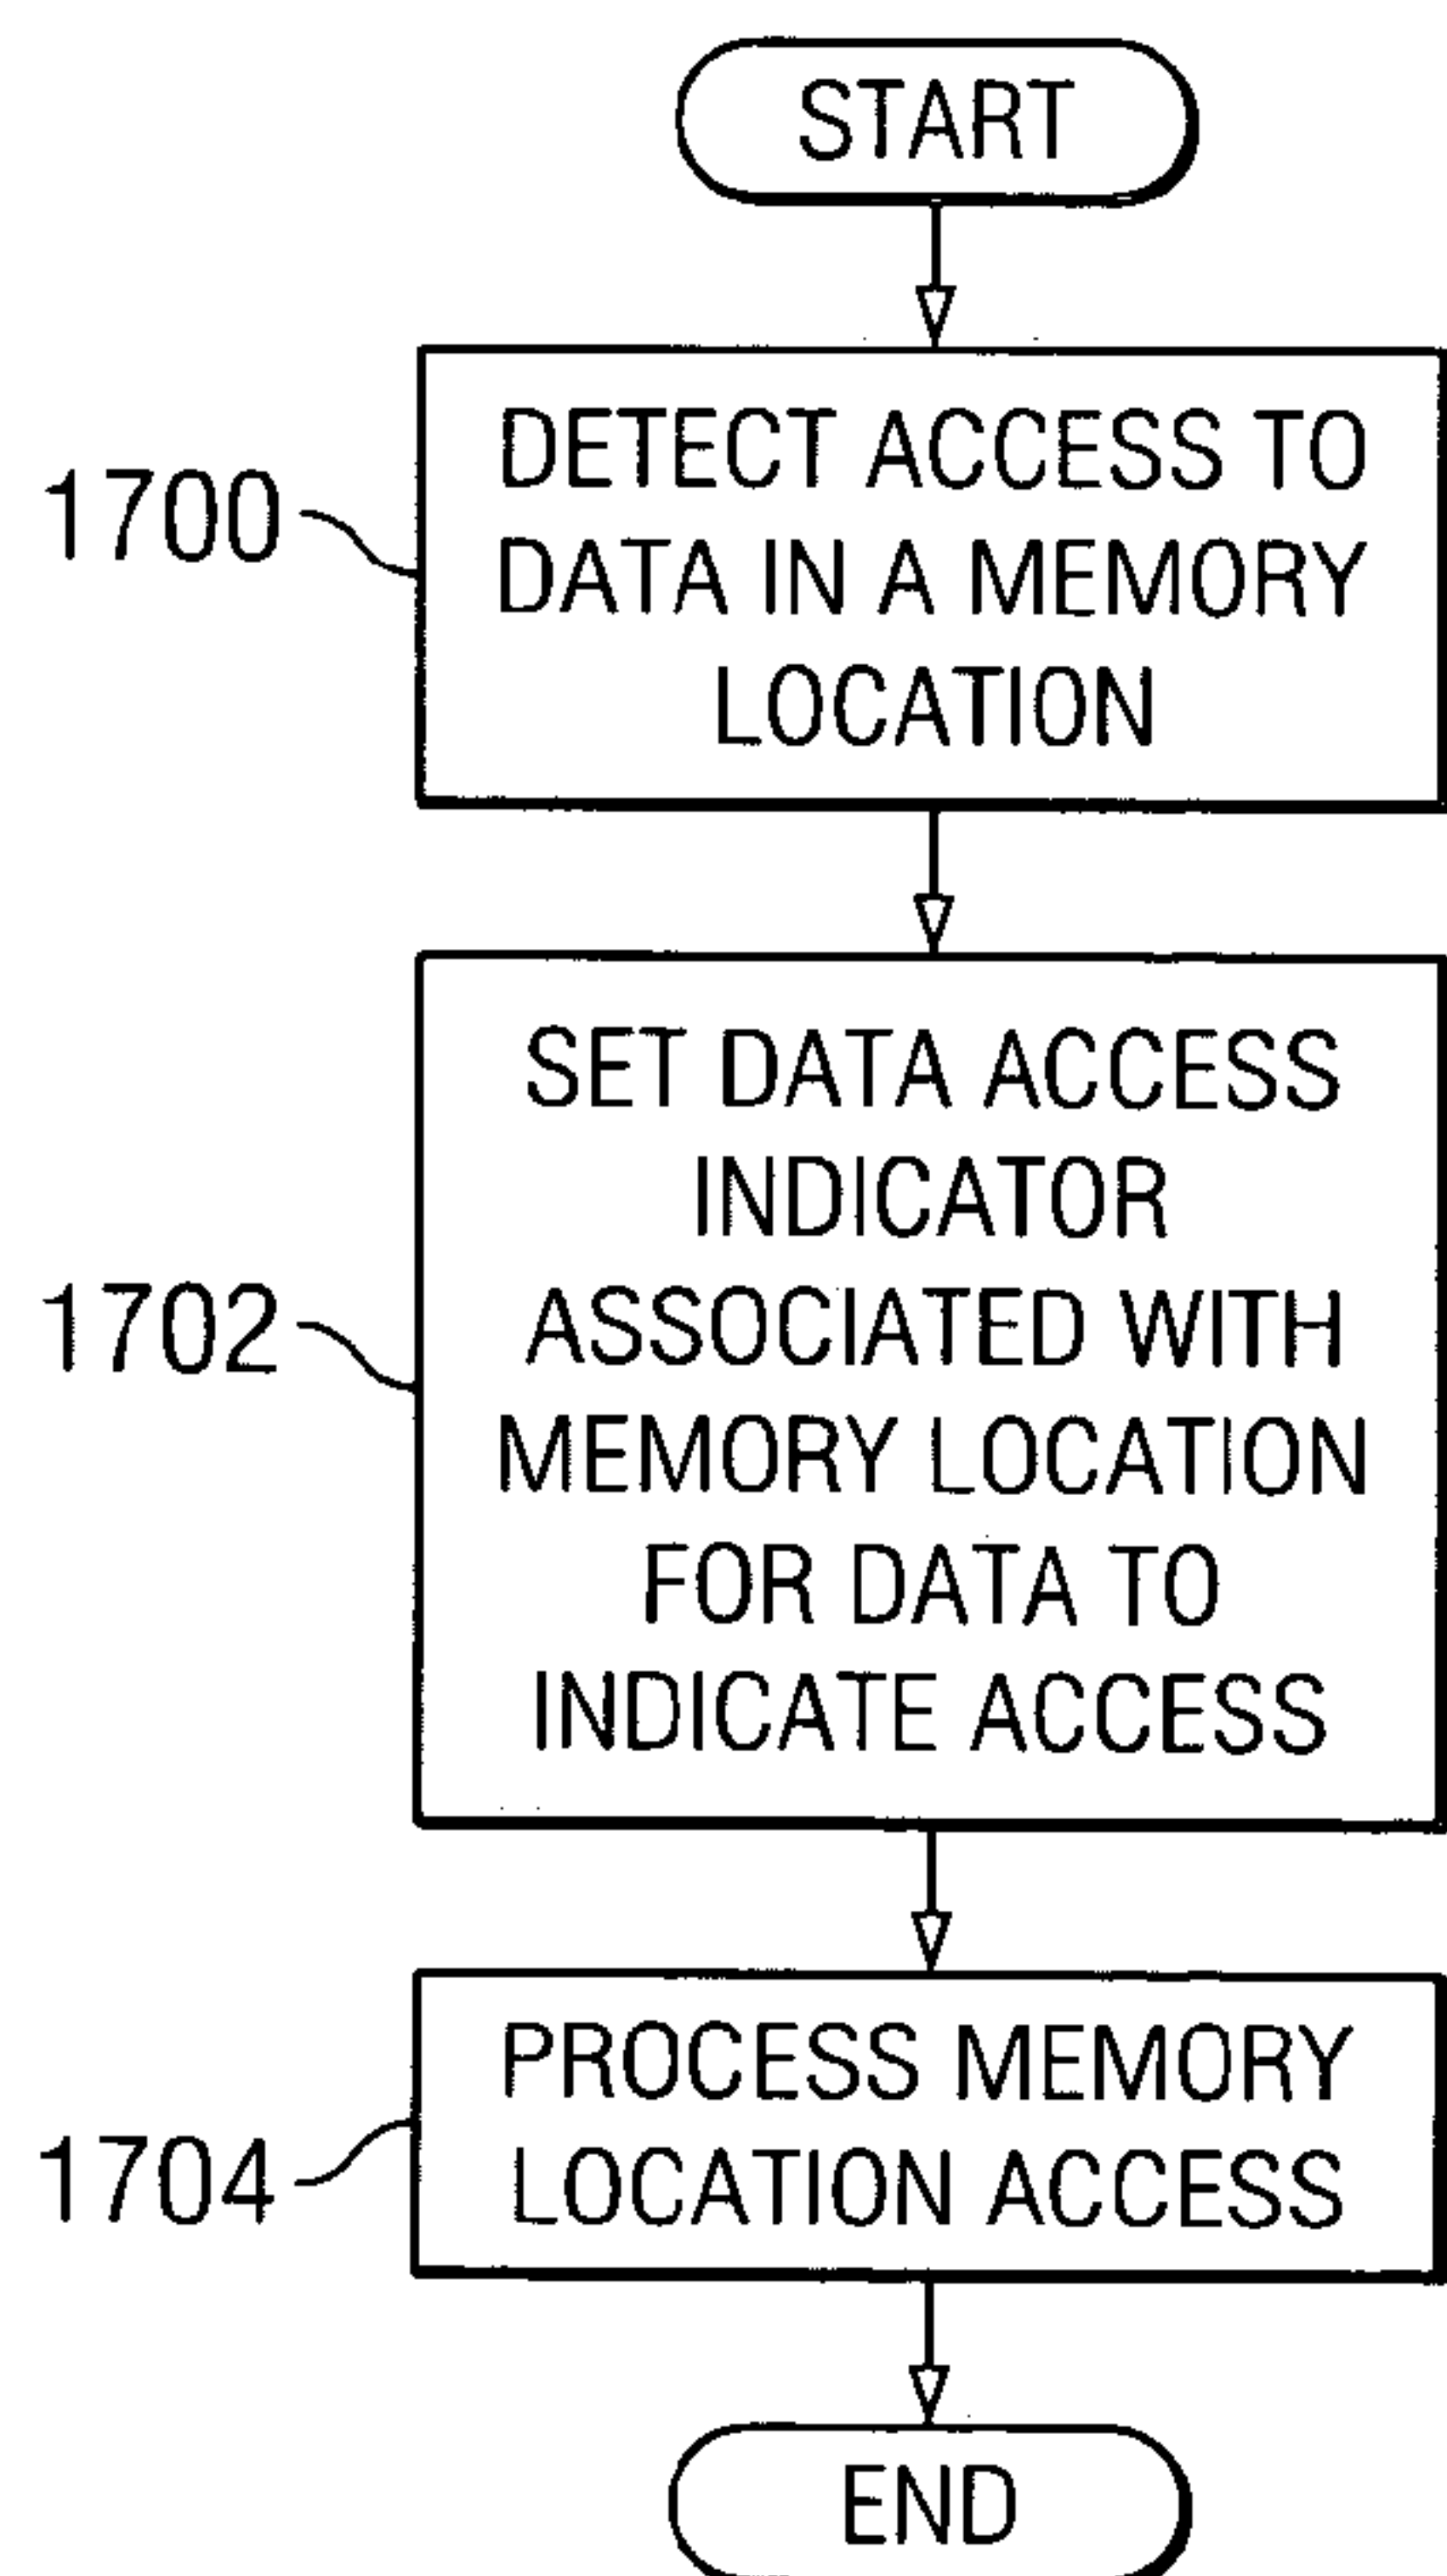 START
1700
DETECT ACCESS TO
DATA IN A MEMORY
LOCATION
1702
SET DATA ACCESS
INDICATOR
ASSOCIATED WITH
MEMORY LOCATION
FOR DATA TO
INDICATE ACCESS
1704
PROCESS MEMORY
LOCATION ACCESS
END